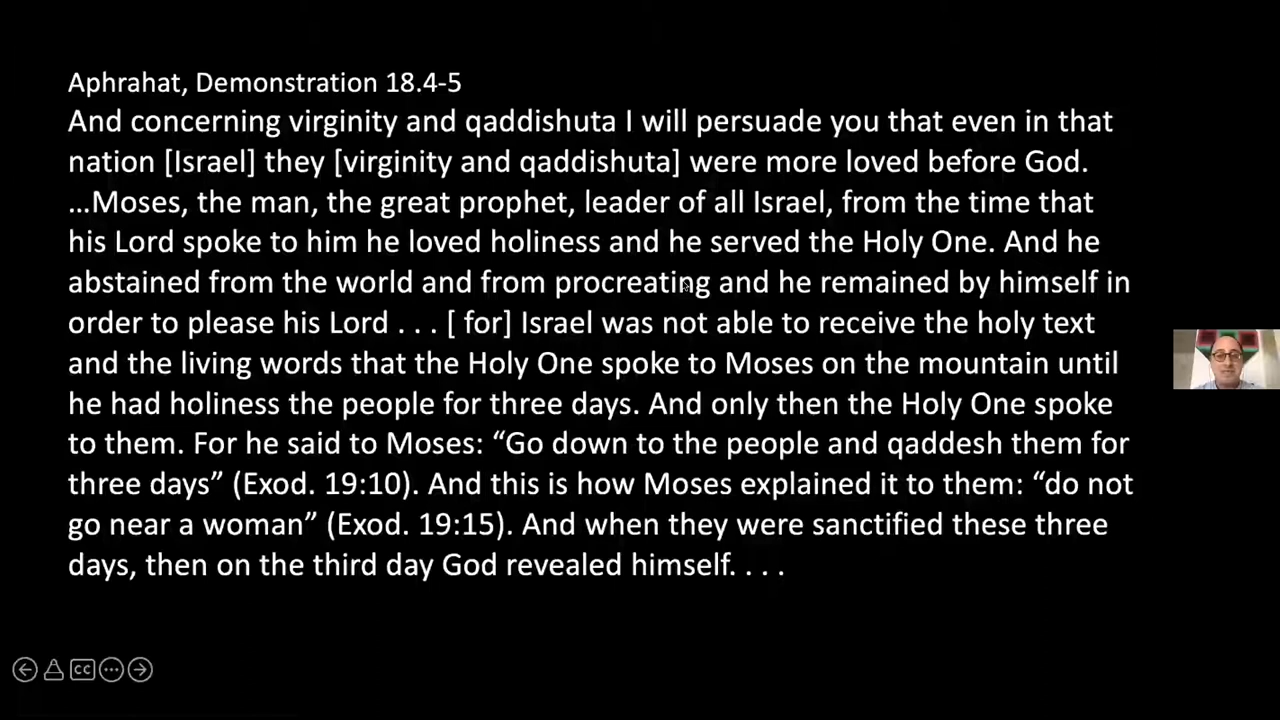 Aphrahat, Demonstration 18.4-5
And concerning virginity and qaddishuta I will persuade you that even in that
nation [Israel] they [virginity and qaddishuta] were more loved before God.
…Moses, the man, the great prophet, leader of all Israel, from the time that
his Lord spoke to him he loved holiness and he served the Holy One. And he
abstained from the world and from procreating and he remained by himself in
order to please his Lord . . . [ for] Israel was not able to receive the holy text
and the living words that the Holy One spoke to Moses on the mountain until
he had holiness the people for three days. And only then the Holy One spoke
to them. For he said to Moses: “Go down to the people and qaddesh them for
three days” (Exod. 19:10). And this is how Moses explained it to them: “do not
go near a woman” (Exod. 19:15). And when they were sanctified these three
days, then on the third day God revealed himself. . . .
CC